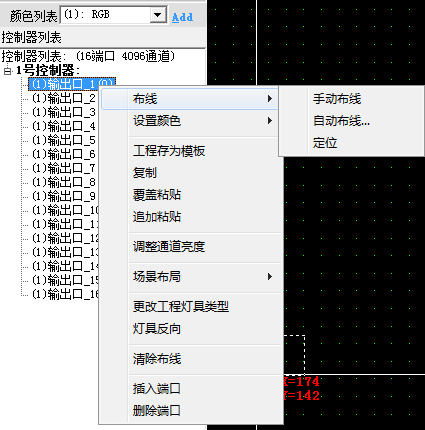 颜色列表 (1): RGB Add
控制器列表
控制器列表: (16端口 4096通道)
1号控制器:
(1)输出口_1(0)
(1)输出口_2
(1)输出口_3
(1)输出口_4
(1)输出口_5
(1)输出口_6
(1)输出口_7
(1)输出口_8
(1)输出口_9
(1)输出口_10
(1)输出口_11
(1)输出口_12
(1)输出口_13
(1)输出口_14
(1)输出口_15
(1)输出口_16
布线
设置颜色
工程存为模板
复制
覆盖粘贴
追加粘贴
调整通道亮度
场景布局
更改工程灯具类型
灯具反向
清除布线
插入端口
删除端口
手动布线
自动布线...
定位
X=174
Y=142